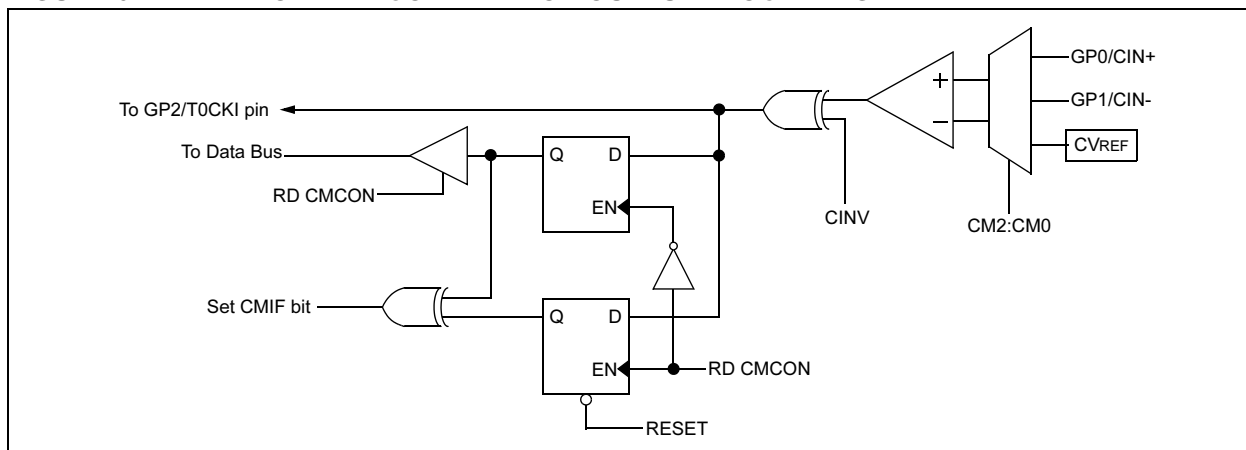 GP0/CIN+
To GP2/T0CKI pin
GP1/CIN-
To Data Bus
Q D
CVREF
RD CMCON
EN
CINV
CM2:CM0
Set CMIF bit
Q D
EN
RD CMCON
RESET